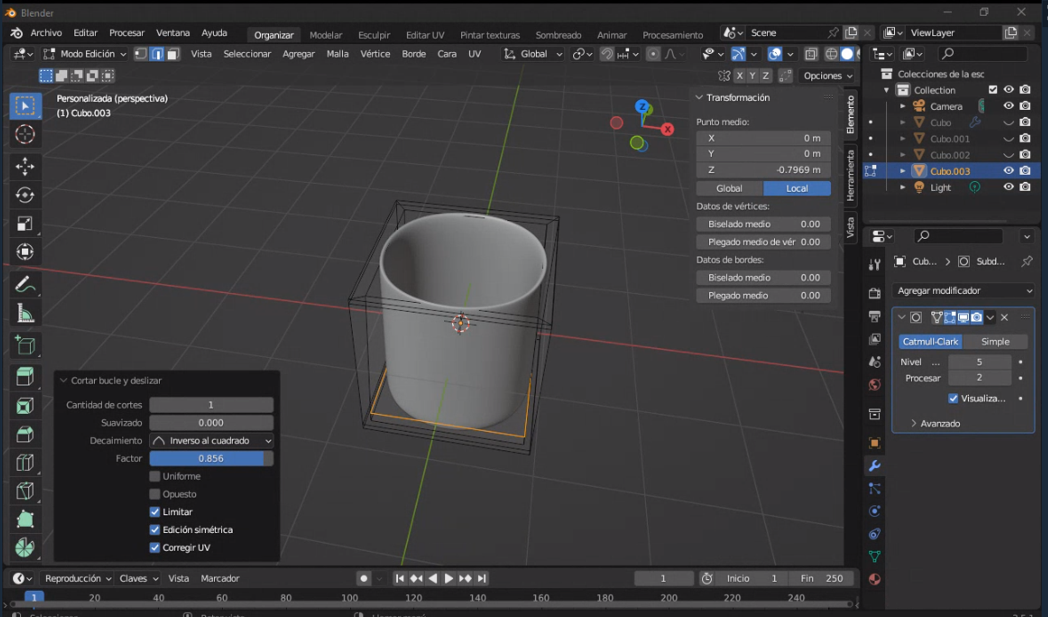 Blender
Archivo Editar Procesar Ventana Ayuda Organizar Modelar Esculpir Editar UV Pintar texturas Sombreado Animar Procesamiento Scene ViewLayer
Modo Edición Vista Seleccionar Agregar Malla Vértice Borde Cara UV Global
X Y Z Opciones
Personalizada (perspectiva)
(1) Cubo.003
Z
X
Transformación
Punto medio:
X 0 m
Y 0 m
Z -0.7969 m
Global Local
Datos de vértices:
Biselado medio 0.00
Plegado medio de vér 0.00
Datos de bordes:
Biselado medio 0.00
Plegado medio 0.00
Elemento
Herramienta
Vista
Colecciones de la esc
Collection
Camera
Cubo
Cubo.001
Cubo.002
Cubo.003
Light
Cub... Subd...
Agregar modificador
Catmull-Clark Simple
Nivel ... 5
Procesar 2
Visualiza...
Avanzado
Cortar bucle y deslizar
Cantidad de cortes 1
Suavizado 0.000
Decaimiento Inverso al cuadrado
Factor 0.856
Uniforme
Opuesto
Limitar
Edición simétrica
Corregir UV
Reproducción Claves Vista Marcador 1 Inicio 1 Fin 250
1 20 40 60 80 100 120 140 160 180 200 220 240